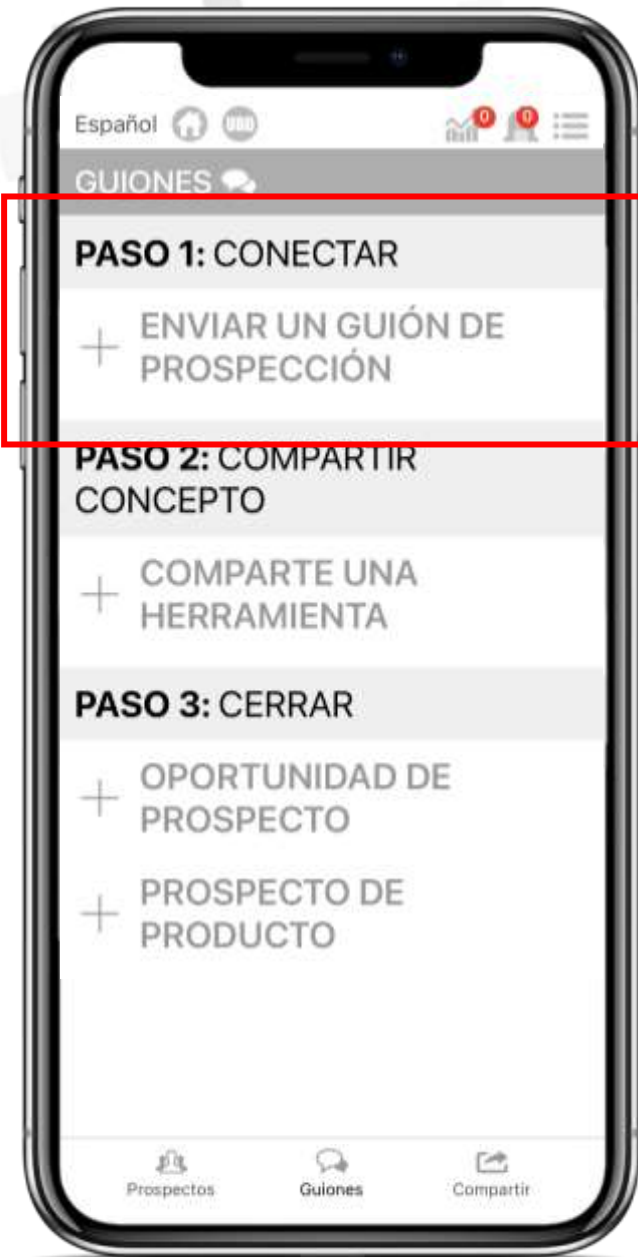 Español UBD 0 0
GUIONES
PASO 1: CONECTAR
ENVIAR UN GUIÓN DE
PROSPECCIÓN
PASO 2: COMPARTIR
CONCEPTO
COMPARTE UNA
HERRAMIENTA
PASO 3: CERRAR
OPORTUNIDAD DE
PROSPECTO
PROSPECTO DE
PRODUCTO
Prospectos Guiones Compartir